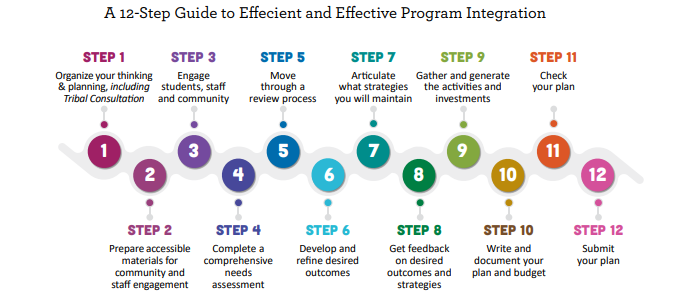 A 12-Step Guide to Effecient and Effective Program Integration
STEP 1
Organize your thinking
& planning, including
Tribal Consultation
STEP 3
Engage
students, staff
and community
STEP 5
Move
through a
review process
STEP 7
Articulate
what strategies
you will maintain
STEP 9
Gather and generate
the activities and
investments
STEP 11
Check
your plan
1
2
3
4
5
6
7
8
9
10
11
12
STEP 2
Prepare accessible
materials for
community and
staff engagement
STEP 4
Complete a
comprehensive
needs
assessment
STEP 6
Develop and
refine desired
outcomes
STEP 8
Get feedback
on desired
outcomes and
strategies
STEP 10
Write and
document your
plan and budget
STEP 12
Submit
your plan